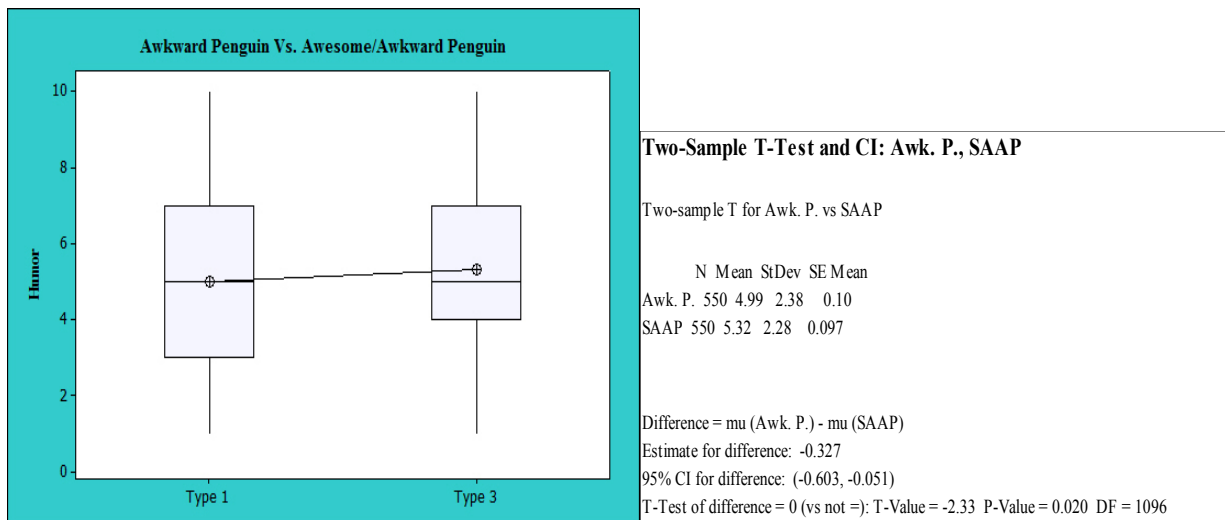 Awkward Penguin Vs. Awesome/Awkward Penguin
10
8
6
4
2
0
Humor
Type 1 Type 3
Two-Sample T-Test and CI: Awk. P., SAAP
Two-sample T for Awk. P. vs SAAP
N Mean StDev SE Mean
Awk. P. 550 4.99 2.38 0.10
SAAP 550 5.32 2.28 0.097
Difference = mu (Awk. P.) - mu (SAAP)
Estimate for difference: -0.327
95% CI for difference: (-0.603, -0.051)
T-Test of difference = 0 (vs not =): T-Value = -2.33 P-Value = 0.020 DF = 1096